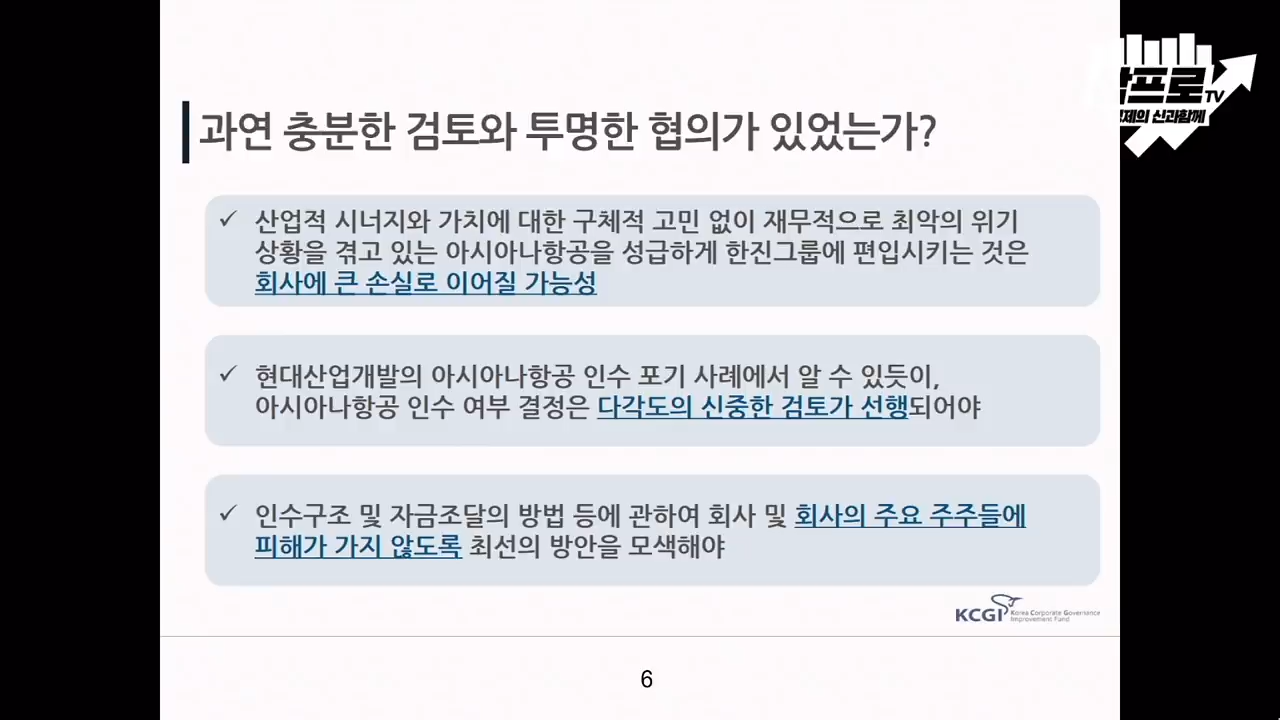 과연 충분한 검토와 투명한 협의가 있었는가?
산업적 시너지와 가치에 대한 구체적 고민 없이 재무적으로 최악의 위기
상황을 겪고 있는 아시아나항공을 성급하게 한진그룹에 편입시키는 것은
회사에 큰 손실로 이어질 가능성
현대산업개발의 아시아나항공 인수 포기 사례에서 알 수 있듯이,
아시아나항공 인수 여부 결정은 다각도의 신중한 검토가 선행되어야
인수구조 및 자금조달의 방법 등에 관하여 회사 및 회사의 주요 주주들에
피해가 가지 않도록 최선의 방안을 모색해야
KCGI Korea Corporate Governance
Improvement Fund
6
프로TV
신과함께